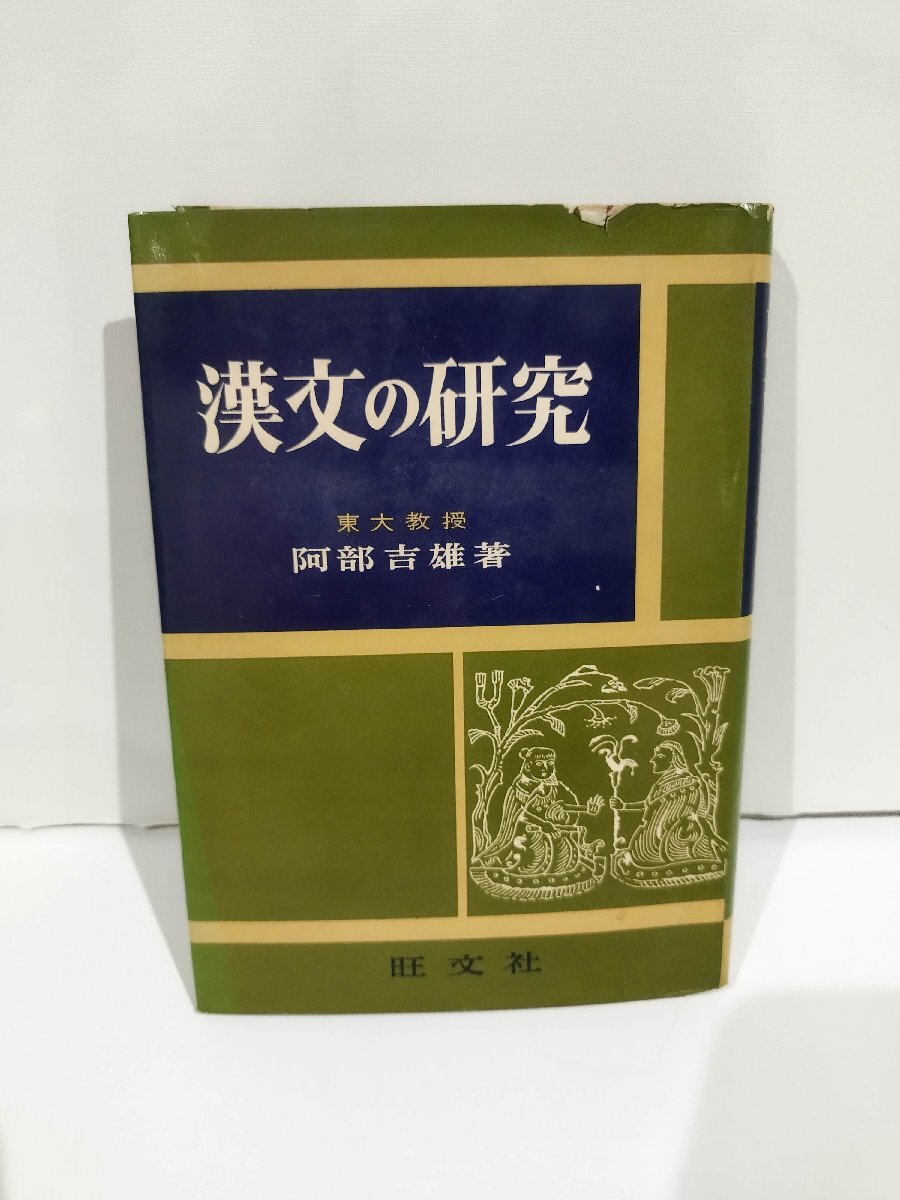 漢文の研究
東大教授
阿部吉雄著
旺文社